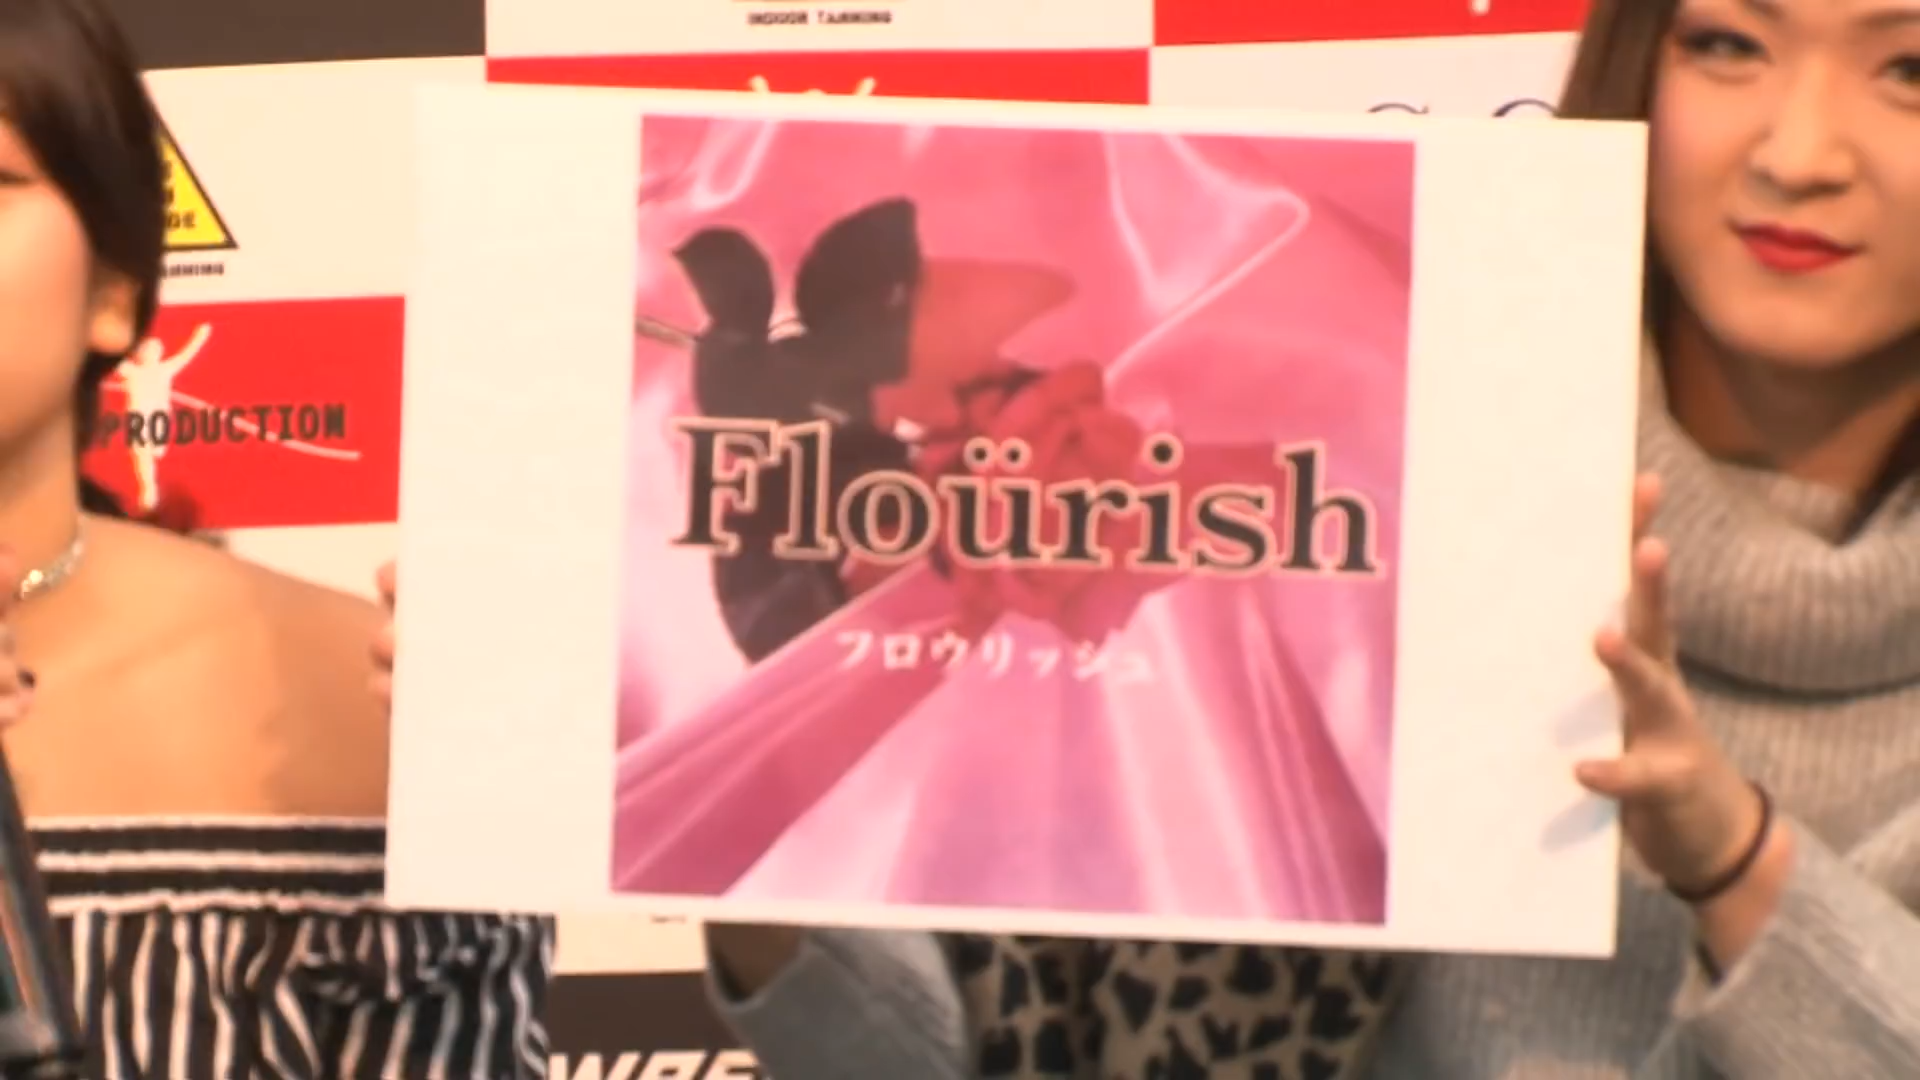 INDOOR TANNING
PRODUCTION
Floürish
フロウリッシュ